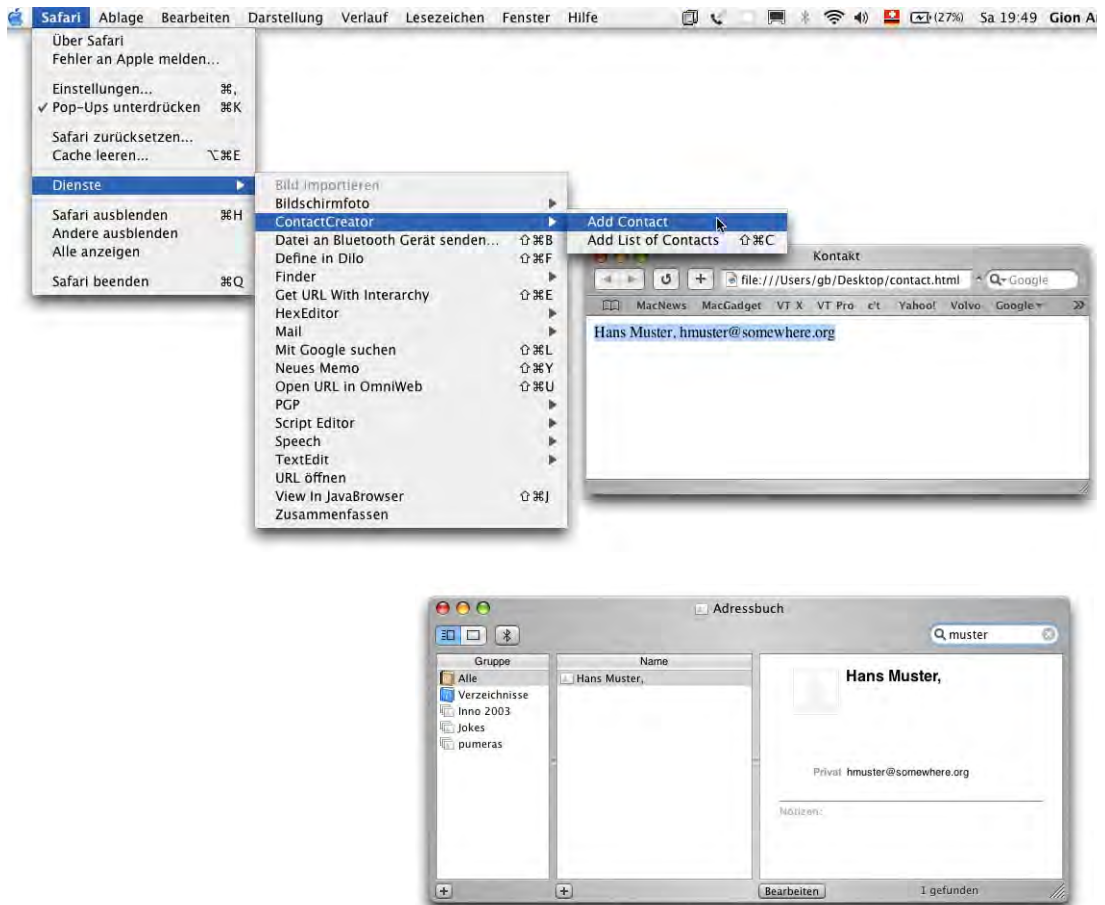 Safari Ablage Bearbeiten Darstellung Verlauf Lesezeichen Fenster Hilfe (27%) Sa 19:49 Gion A
Über Safari
Fehler an Apple melden...
Einstellungen... ⌘,
✓ Pop-Ups unterdrücken ⌘K
Safari zurücksetzen...
Cache leeren... ⌥⌘E
Dienste
Safari ausblenden ⌘H
Andere ausblenden
Alle anzeigen
Safari beenden ⌘Q
Bild importieren
Bildschirmfoto
ContactCreator
Datei an Bluetooth Gerät senden... ⇧⌘B
Define in Dilo ⇧⌘F
Finder
Get URL With Interarchy ⇧⌘E
HexEditor
Mail
Mit Google suchen ⇧⌘L
Neues Memo ⇧⌘Y
Open URL in OmniWeb ⇧⌘U
PGP
Script Editor
Speech
TextEdit
URL öffnen
View In JavaBrowser ⇧⌘J
Zusammenfassen
Add Contact
Add List of Contacts ⇧⌘C
Kontakt
file:///Users/gb/Desktop/contact.html Google
MacNews MacGadget VT X VT Pro c't Yahoo! Volvo Google
Hans Muster, hmuster@somewhere.org
Adressbuch
muster
Gruppe
Alle
Verzeichnisse
Inno 2003
Jokes
pumeras
Name
Hans Muster,
Hans Muster,
Privat hmuster@somewhere.org
Notizen:
Bearbeiten 1 gefunden